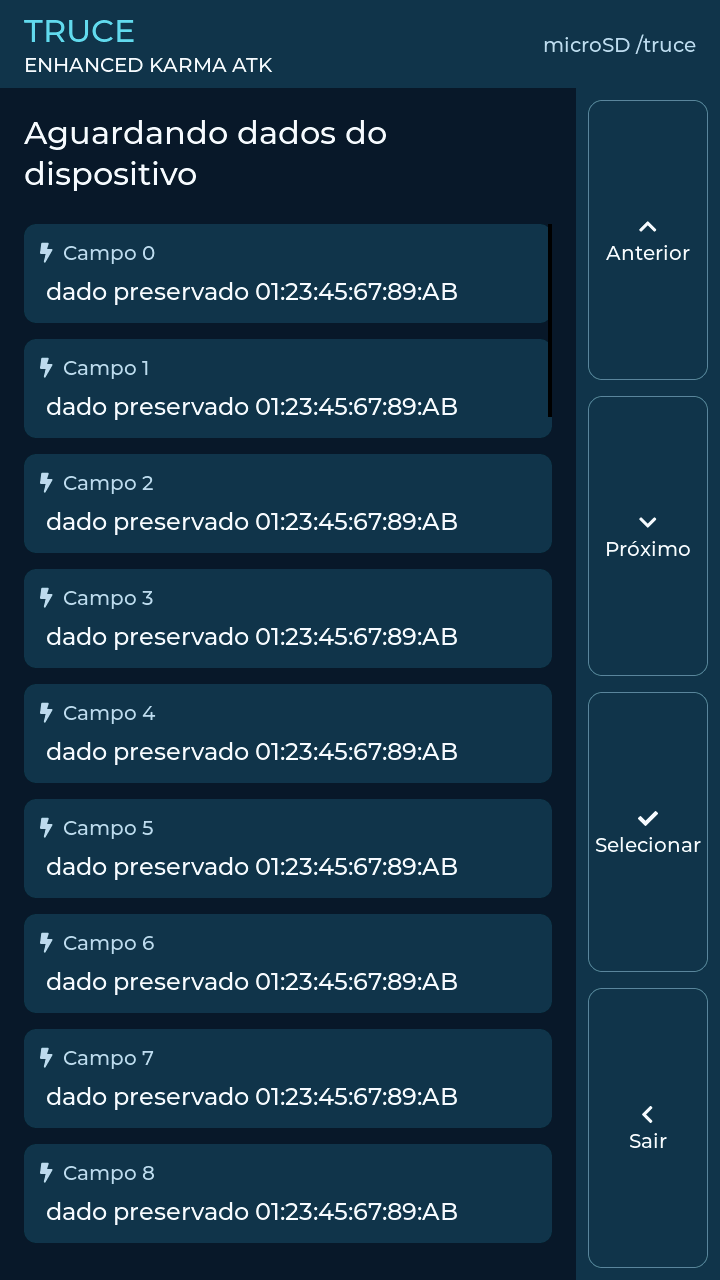 TRUCE
ENHANCED KARMA ATK
microSD /truce
Aguardando dados do
dispositivo
Campo 0
dado preservado 01:23:45:67:89:AB
Campo 1
dado preservado 01:23:45:67:89:AB
Campo 2
dado preservado 01:23:45:67:89:AB
Campo 3
dado preservado 01:23:45:67:89:AB
Campo 4
dado preservado 01:23:45:67:89:AB
Campo 5
dado preservado 01:23:45:67:89:AB
Campo 6
dado preservado 01:23:45:67:89:AB
Campo 7
dado preservado 01:23:45:67:89:AB
Campo 8
dado preservado 01:23:45:67:89:AB
Anterior
Próximo
Selecionar
Sair